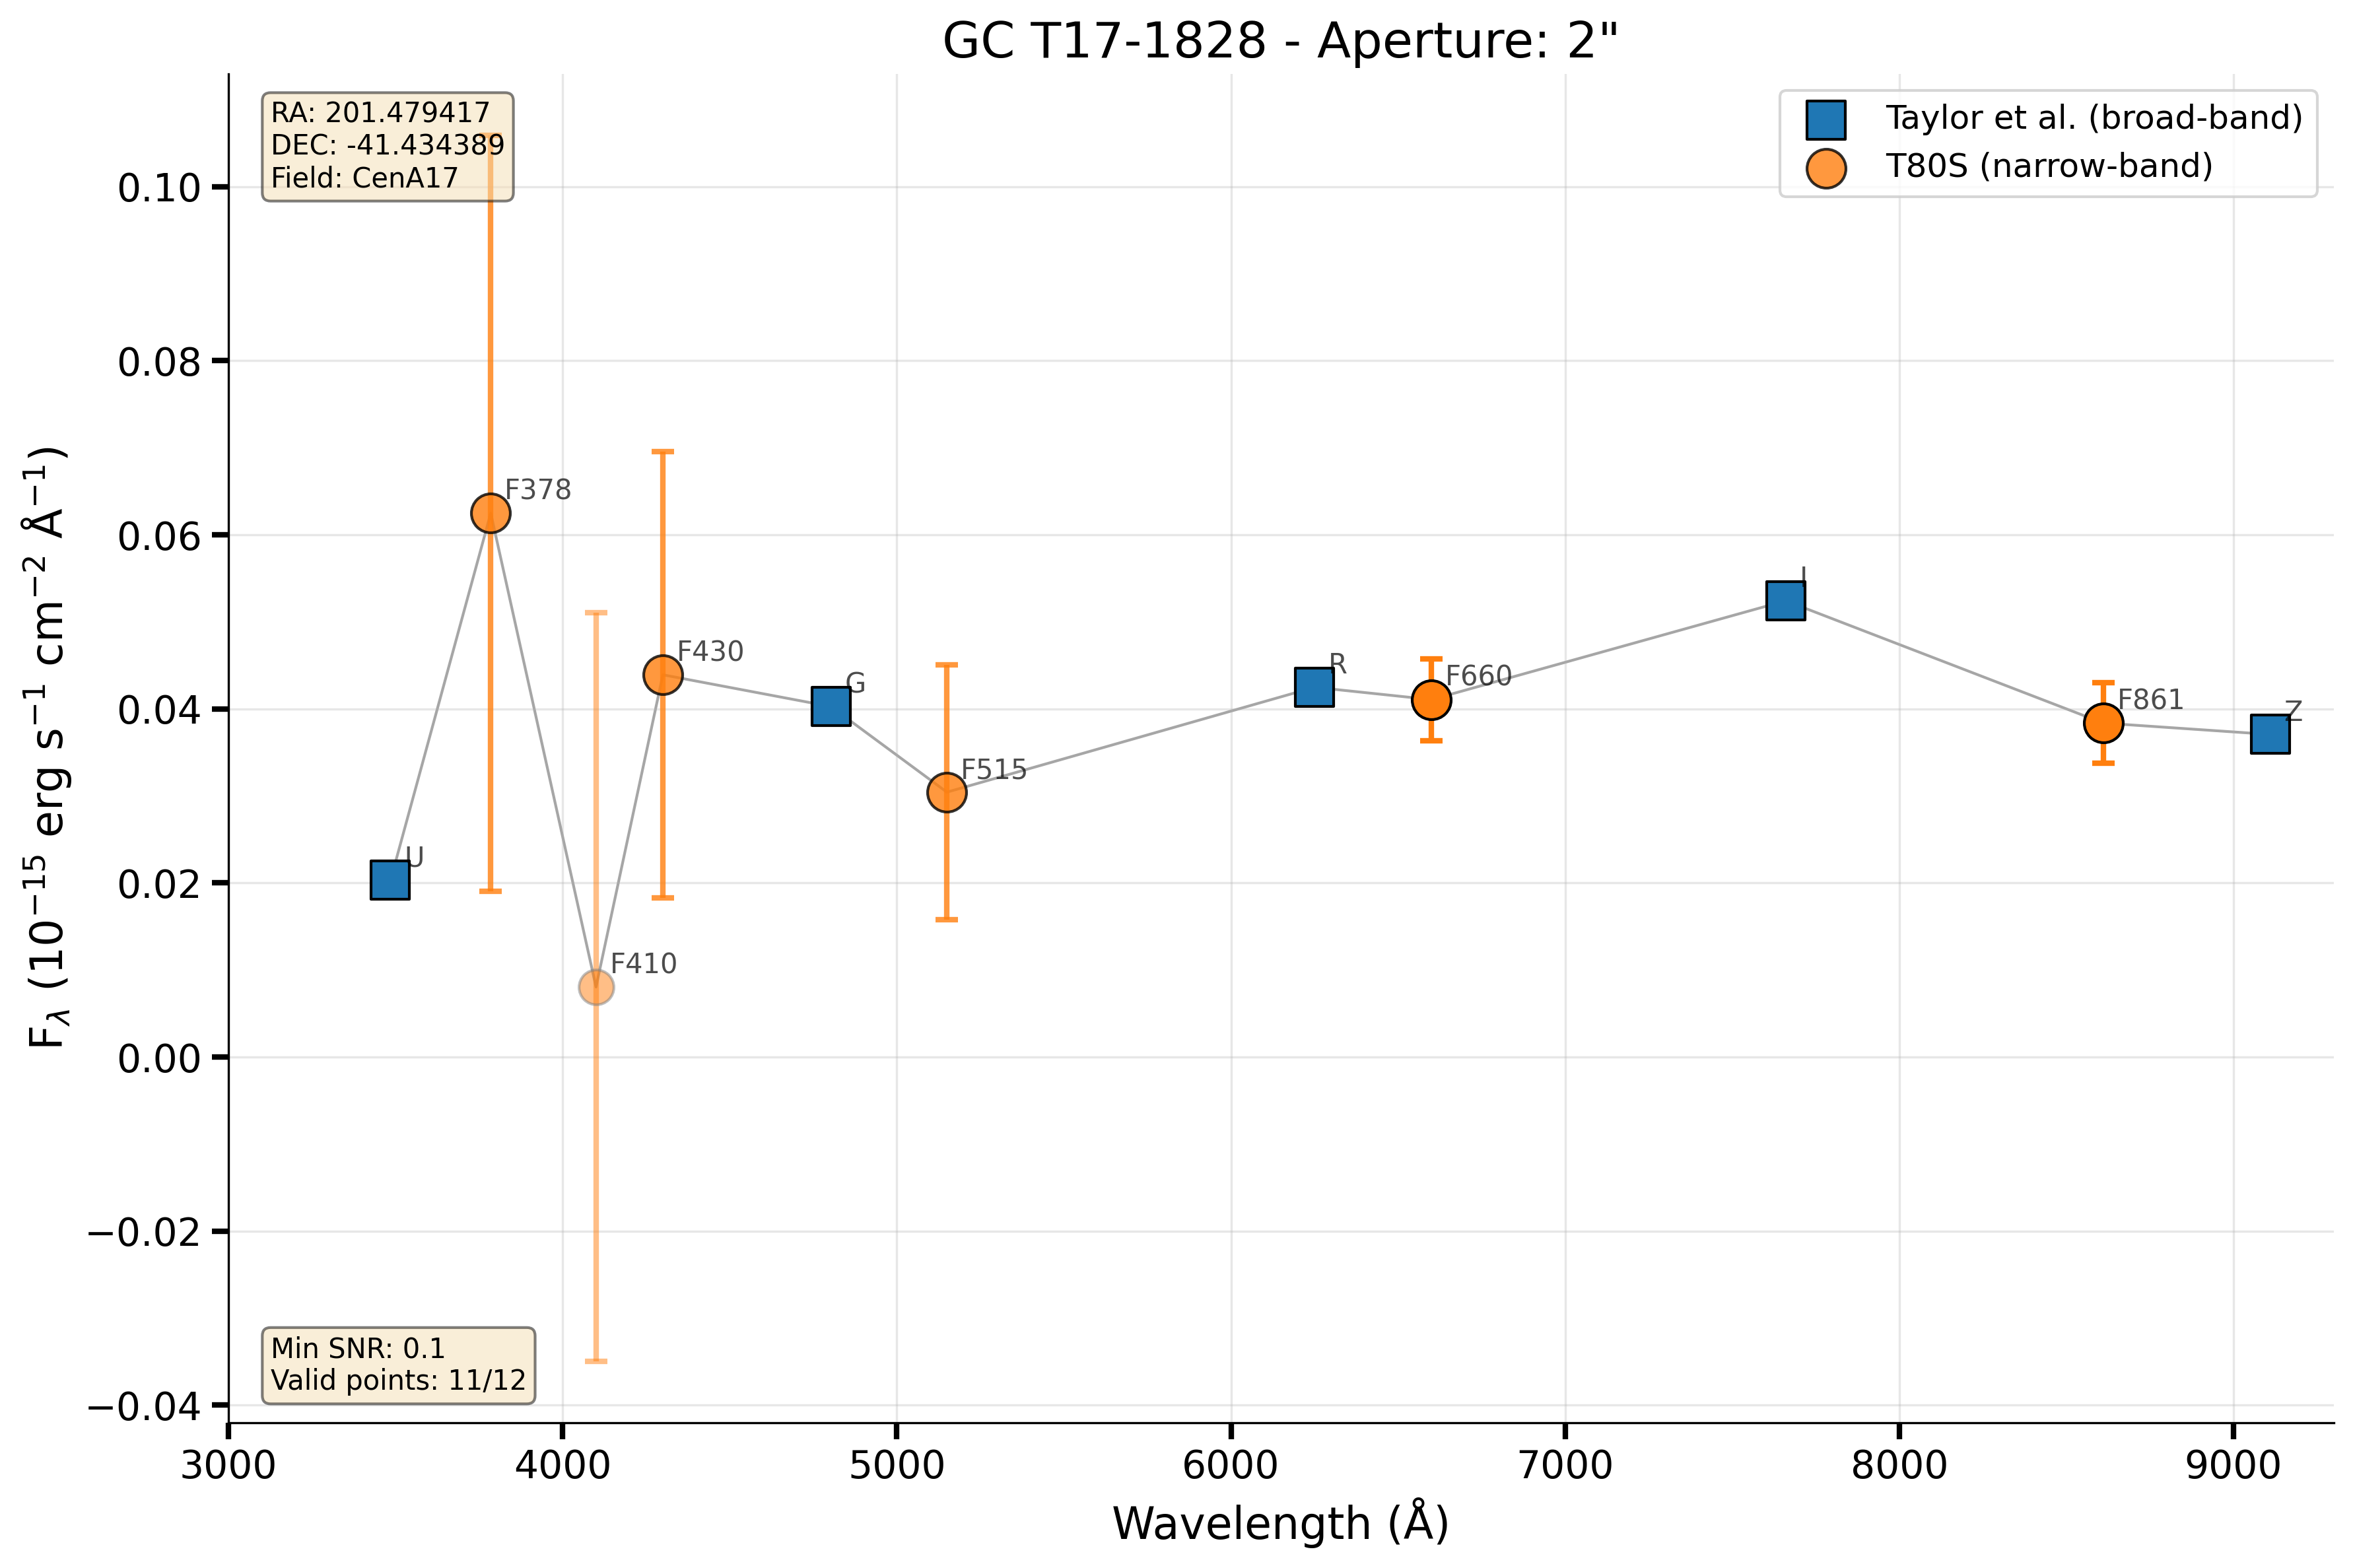 GC T17-1828 - Aperture: 2"
RA: 201.479417
DEC: -41.434389
Field: CenA17
Taylor et al. (broad-band)
T80S (narrow-band)
0.10
0.08
0.06
0.04
0.02
0.00
−0.02
−0.04
F378
F430
I
R
F660
G
F861
Z
F515
U
F410
Min SNR: 0.1
Valid points: 11/12
3000 4000 5000 6000 7000 8000 9000
Wavelength (Å)
Fλ (10⁻¹⁵ erg s⁻¹ cm⁻² Å⁻¹)